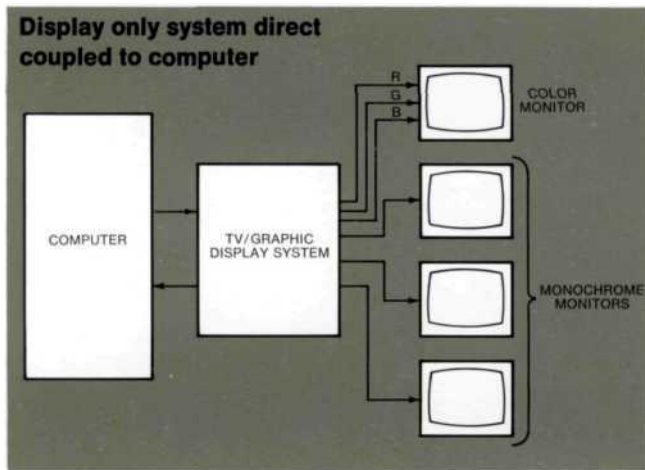 Display only system direct
coupled to computer
R
G
B
COLOR
MONITOR
COMPUTER
TV/GRAPHIC
DISPLAY SYSTEM
MONOCHROME
MONITORS